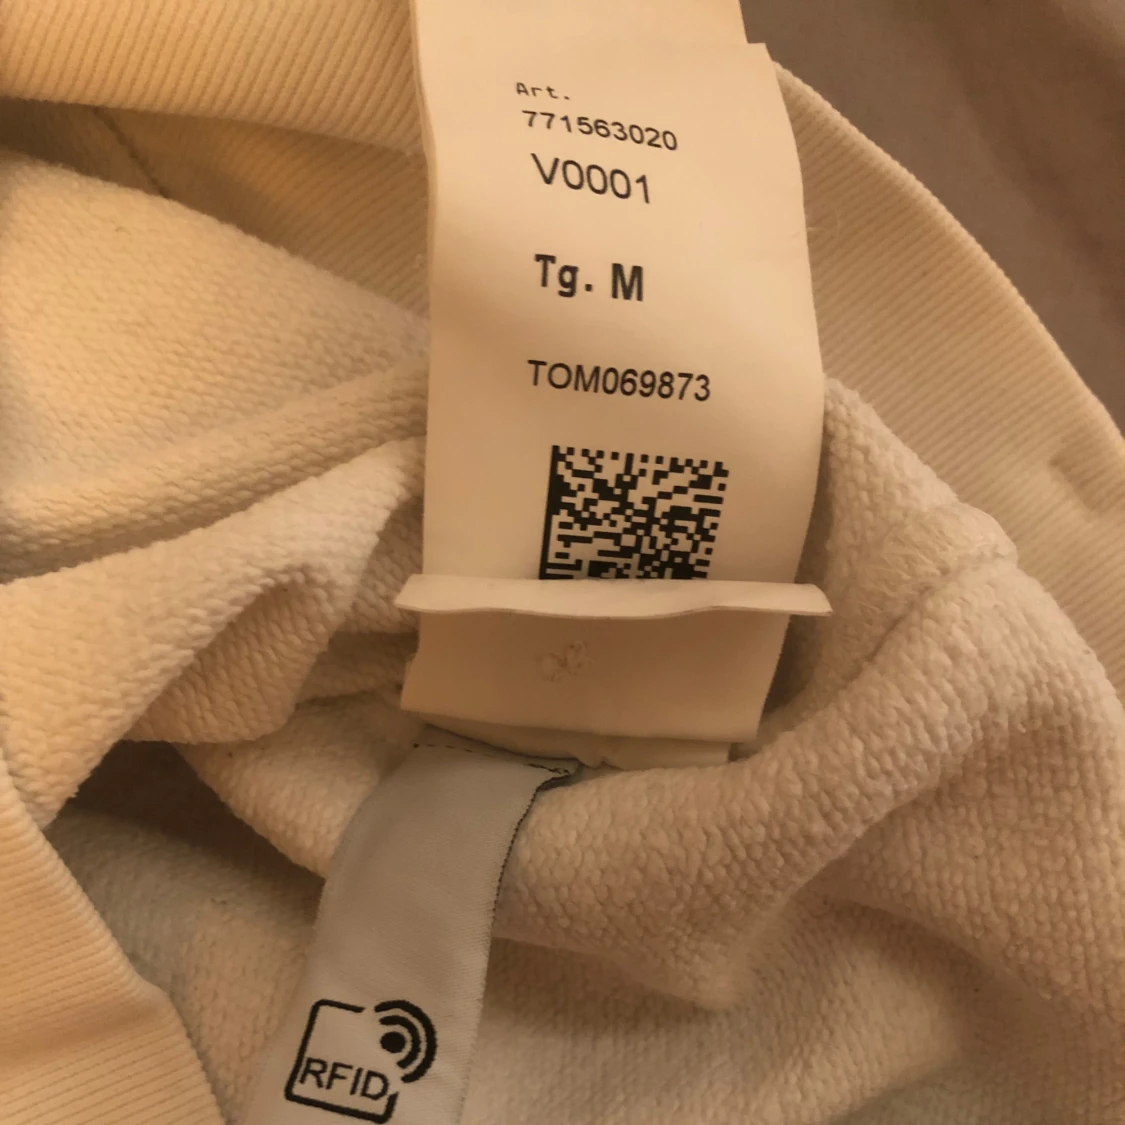 Art.
771563020
V0001
Tg. M
TOM069873
RFID